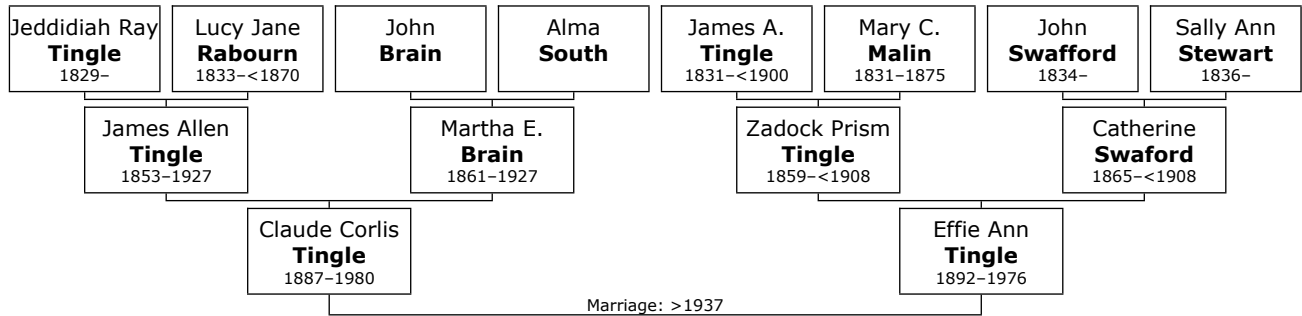 Jeddidiah Ray
Tingle
1829–
Lucy Jane
Rabourn
1833–<1870
John
Brain
Alma
South
James A.
Tingle
1831–<1900
Mary C.
Malin
1831–1875
John
Swafford
1834–
Sally Ann
Stewart
1836–
James Allen
Tingle
1853–1927
Martha E.
Brain
1861–1927
Zadock Prism
Tingle
1859–<1908
Catherine
Swaford
1865–<1908
Claude Corlis
Tingle
1887–1980
Effie Ann
Tingle
1892–1976
Marriage: >1937